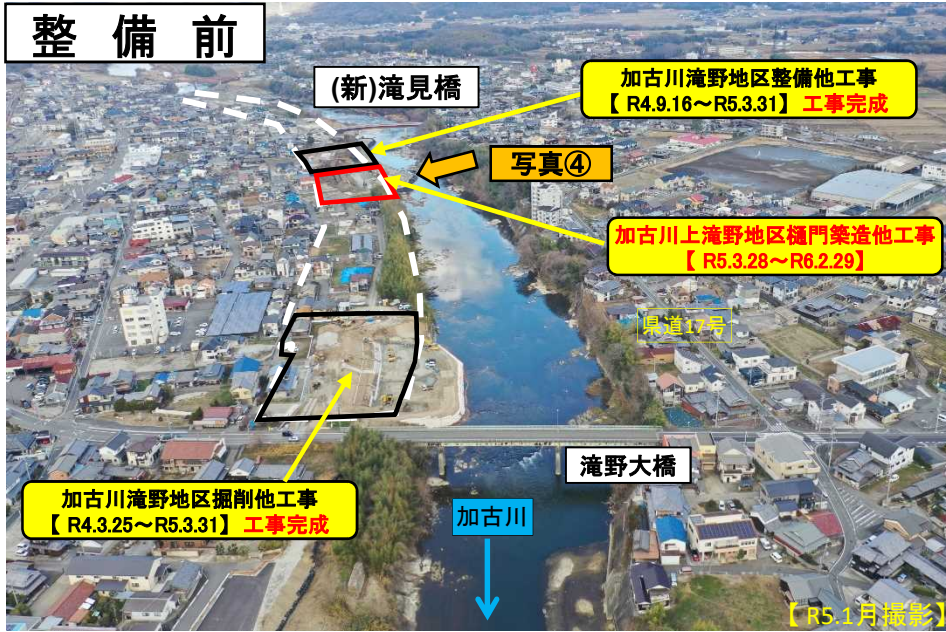 整備前
(新)滝見橋
加古川滝野地区整備他工事
【 R4.9.16～R5.3.31】 工事完成
写真④
加古川上滝野地区樋門築造他工事
【 R5.3.28～R6.2.29】
県道17号
滝野大橋
加古川滝野地区掘削他工事
【 R4.3.25～R5.3.31】 工事完成
加古川
【 R5.1月撮影】